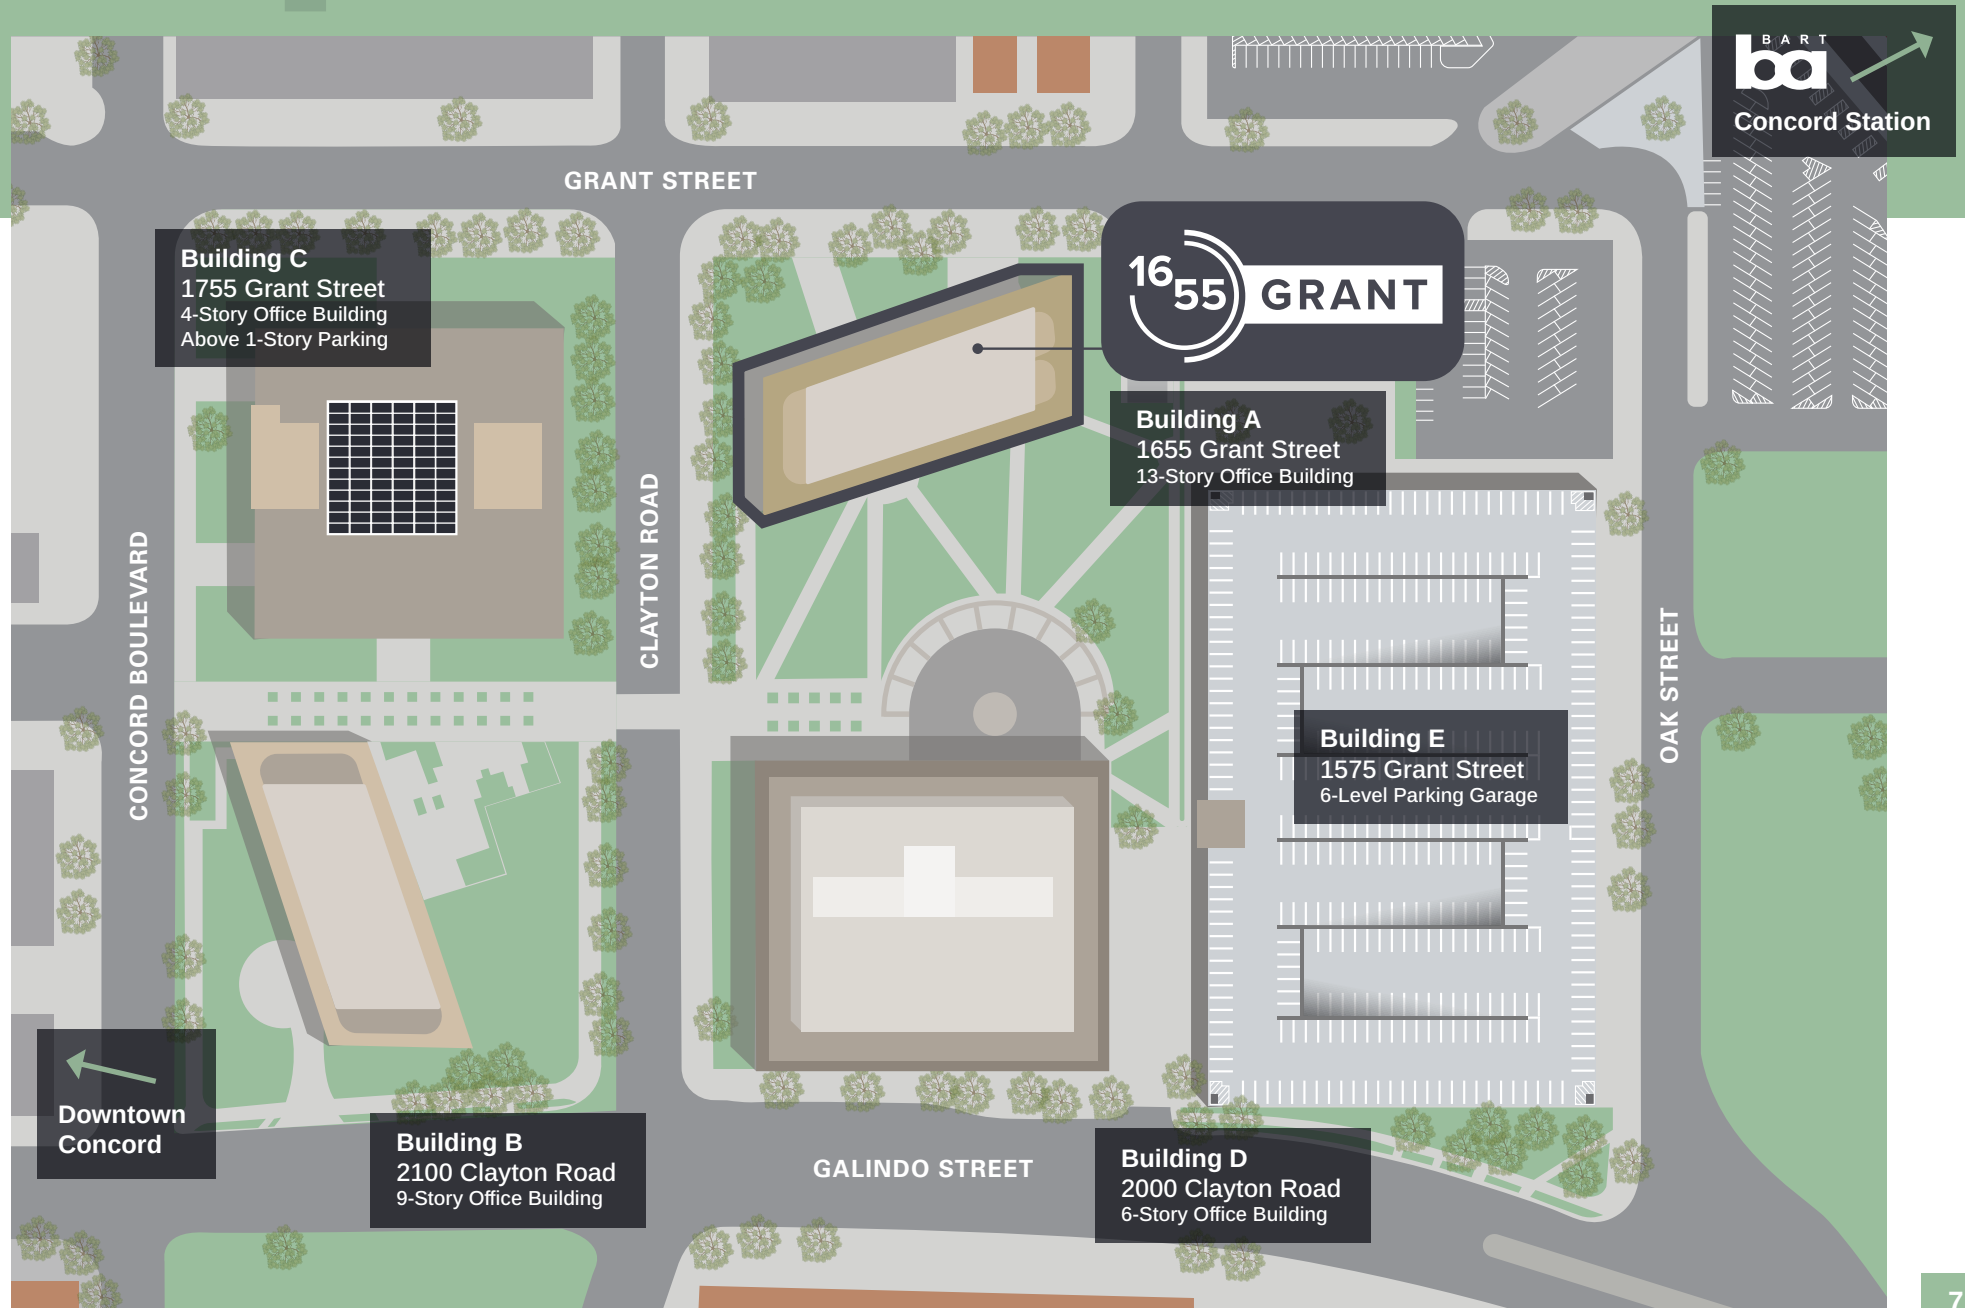 BART
ba
Concord Station
GRANT STREET
Building C
1755 Grant Street
4-Story Office Building
Above 1-Story Parking
1655 GRANT
Building A
1655 Grant Street
13-Story Office Building
CONCORD BOULEVARD
CLAYTON ROAD
OAK STREET
Building E
1575 Grant Street
6-Level Parking Garage
Downtown
Concord
Building B
2100 Clayton Road
9-Story Office Building
GALINDO STREET
Building D
2000 Clayton Road
6-Story Office Building
7